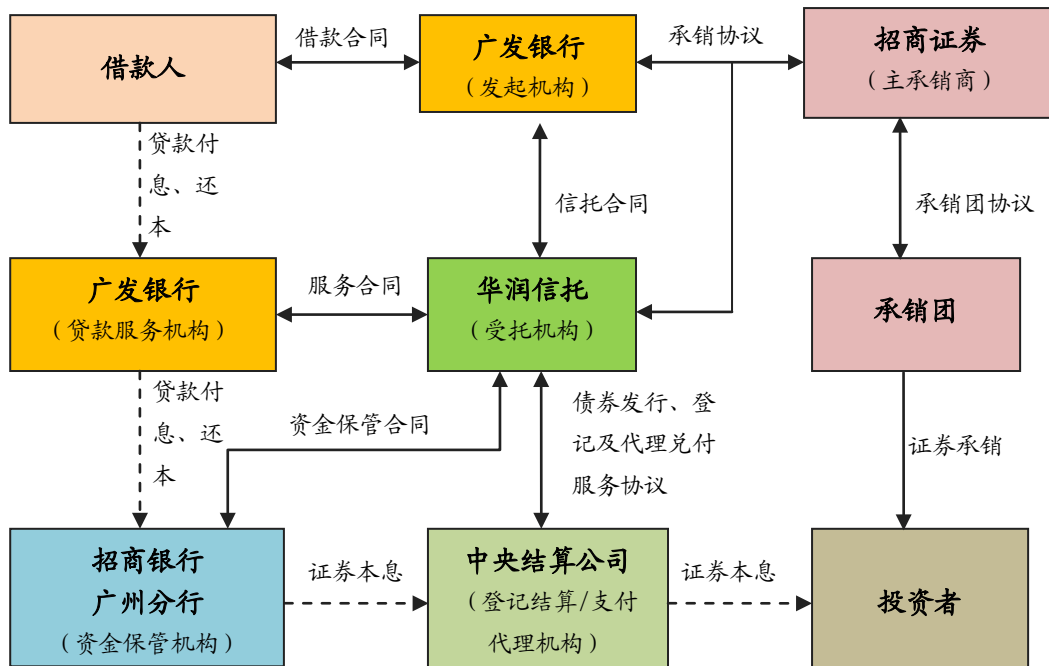 借款人
借款合同
广发银行
（发起机构）
承销协议
招商证券
（主承销商）
贷款付
息、还
本
信托合同
承销团协议
广发银行
（贷款服务机构）
服务合同
华润信托
（受托机构）
承销团
贷款付
息、还
本
资金保管合同
债券发行、登
记及代理兑付
服务协议
证券承销
招商银行
广州分行
（资金保管机构）
证券本息
中央结算公司
（登记结算/支付
代理机构）
证券本息
投资者